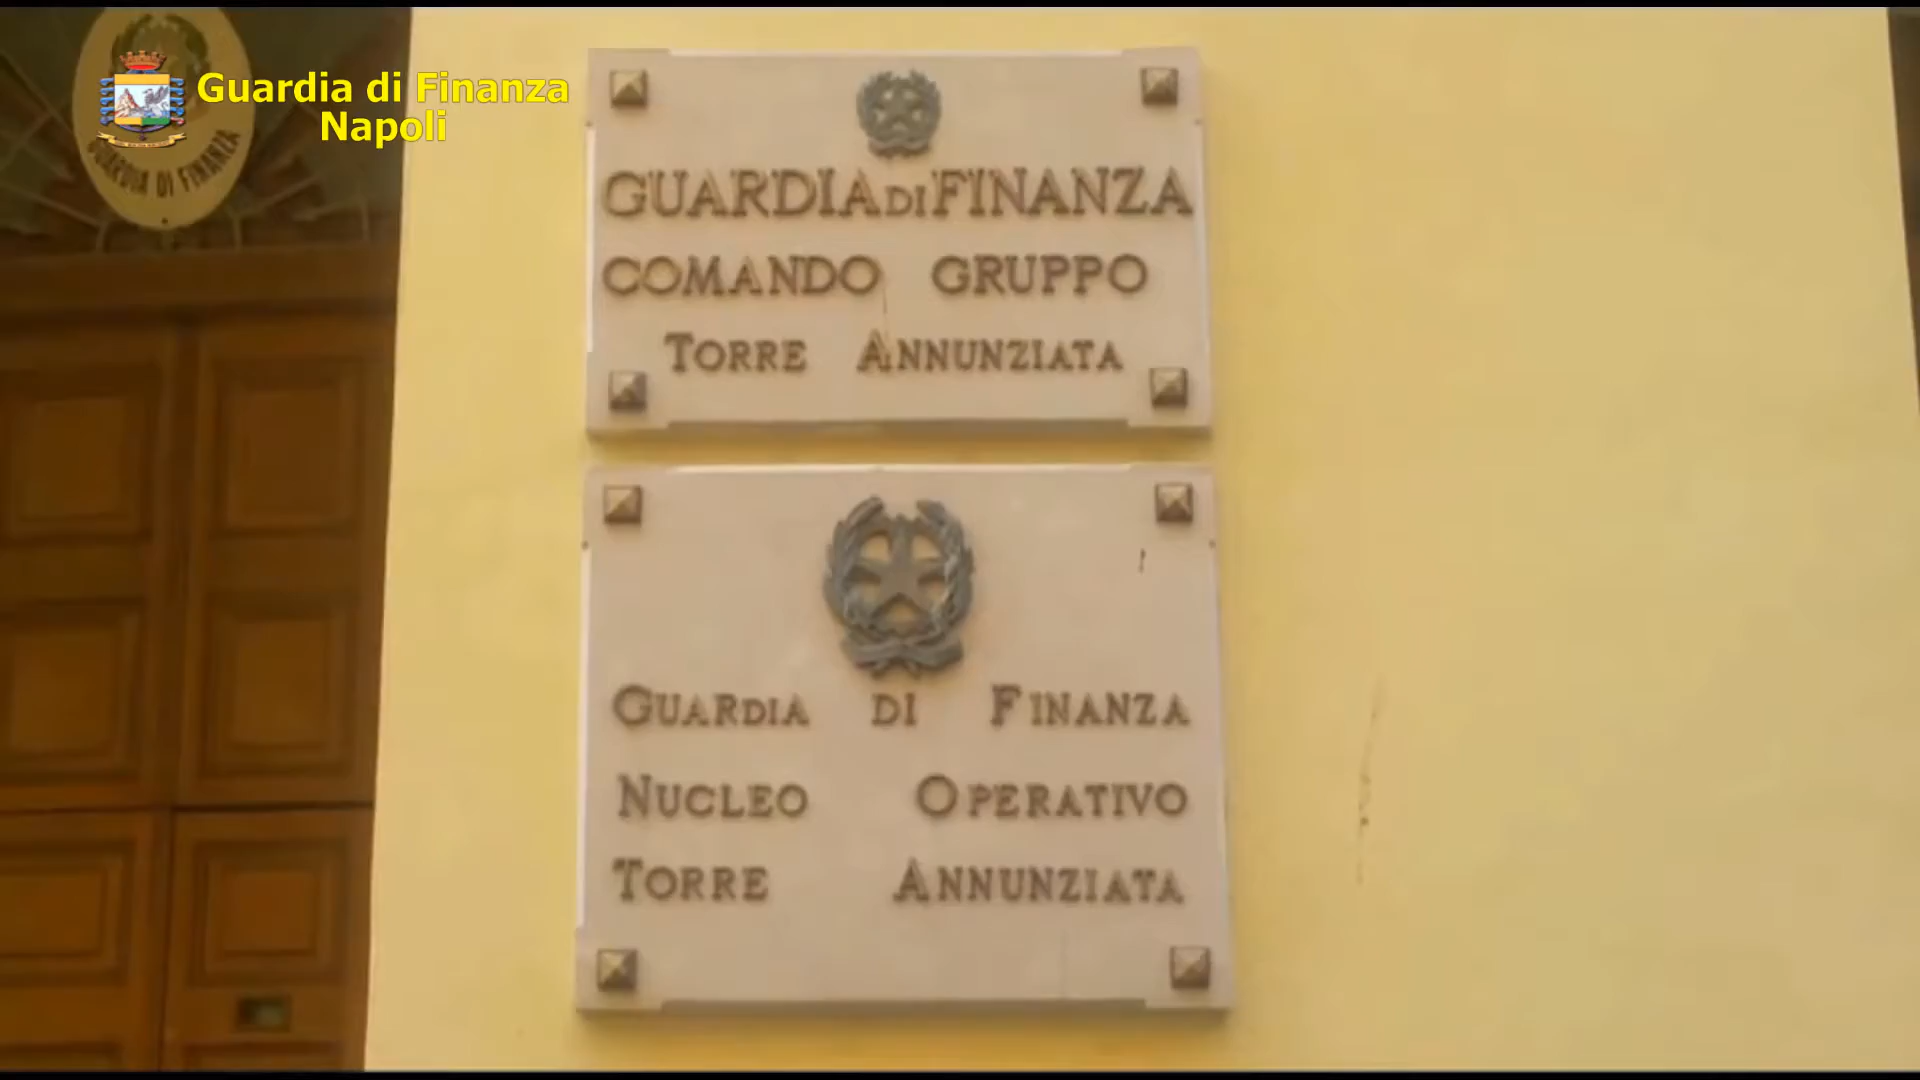 Guardia di Finanza
Napoli
GUARDIA DI FINANZA
GUARDIA DI FINANZA
COMANDO GRUPPO
TORRE ANNUNZIATA
GUARDIA DI FINANZA
NUCLEO OPERATIVO
TORRE ANNUNZIATA